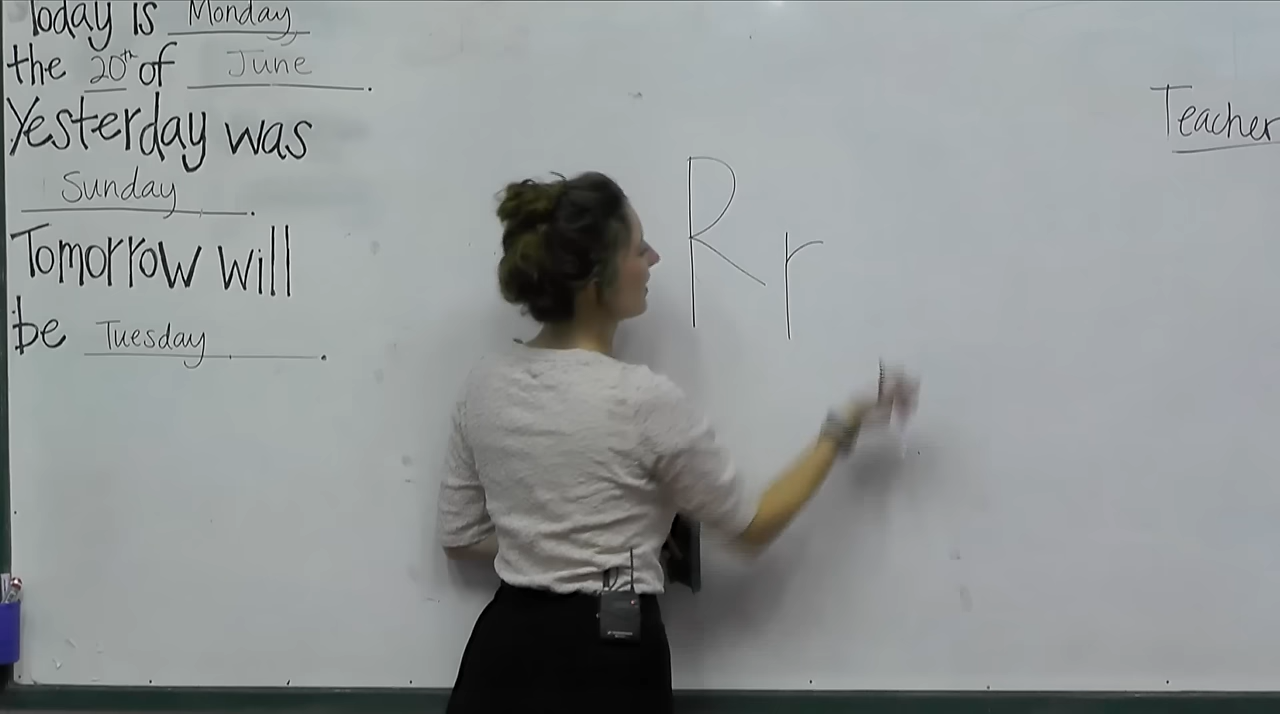 Today is Monday
the 20th of June.
Yesterday was
Sunday.
Tomorrow will
be Tuesday.
R r
Teacher